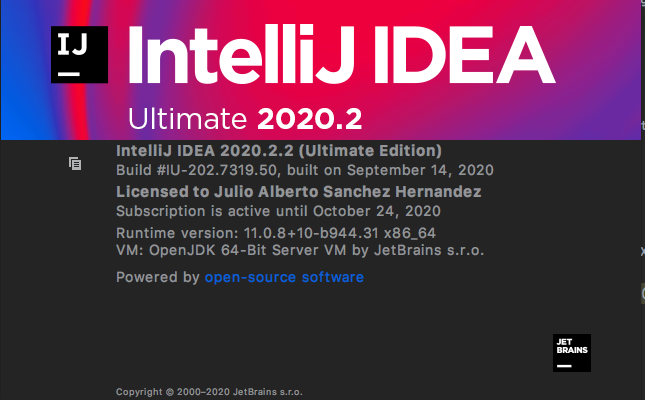 IJ
IntelliJ IDEA
Ultimate 2020.2
IntelliJ IDEA 2020.2.2 (Ultimate Edition)
Build #IU-202.7319.50, built on September 14, 2020
Licensed to Julio Alberto Sanchez Hernandez
Subscription is active until October 24, 2020
Runtime version: 11.0.8+10-b944.31 x86_64
VM: OpenJDK 64-Bit Server VM by JetBrains s.r.o.
Powered by open-source software
JET
BRAINS
Copyright © 2000–2020 JetBrains s.r.o.